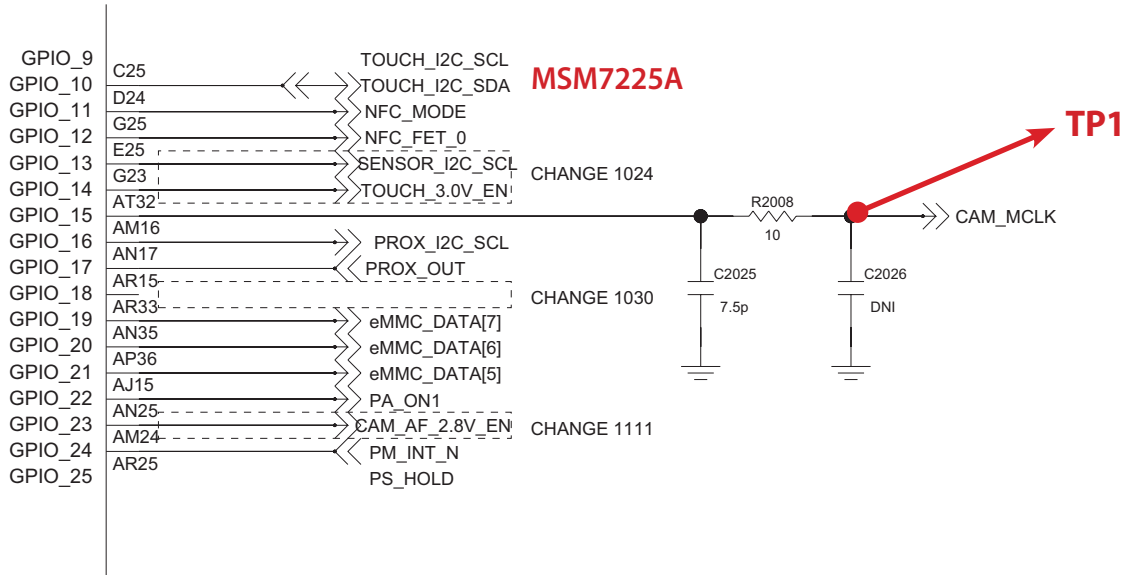 GPIO_9 TOUCH_I2C_SCL
C25
GPIO_10 TOUCH_I2C_SDA MSM7225A
D24
GPIO_11 NFC_MODE
G25
GPIO_12 NFC_FET_0 TP1
E25
GPIO_13 SENSOR_I2C_SCL CHANGE 1024
G23
GPIO_14 TOUCH_3.0V_EN
AT32
GPIO_15 R2008 10 CAM_MCLK
AM16
GPIO_16 PROX_I2C_SCL
AN17
GPIO_17 PROX_OUT C2025 C2026
AR15
GPIO_18 CHANGE 1030 7.5p DNI
AR33
GPIO_19 eMMC_DATA[7]
AN35
GPIO_20 eMMC_DATA[6]
AP36
GPIO_21 eMMC_DATA[5]
AJ15
GPIO_22 PA_ON1
AN25
GPIO_23 CAM_AF_2.8V_EN CHANGE 1111
AM24
GPIO_24 PM_INT_N
AR25
GPIO_25 PS_HOLD